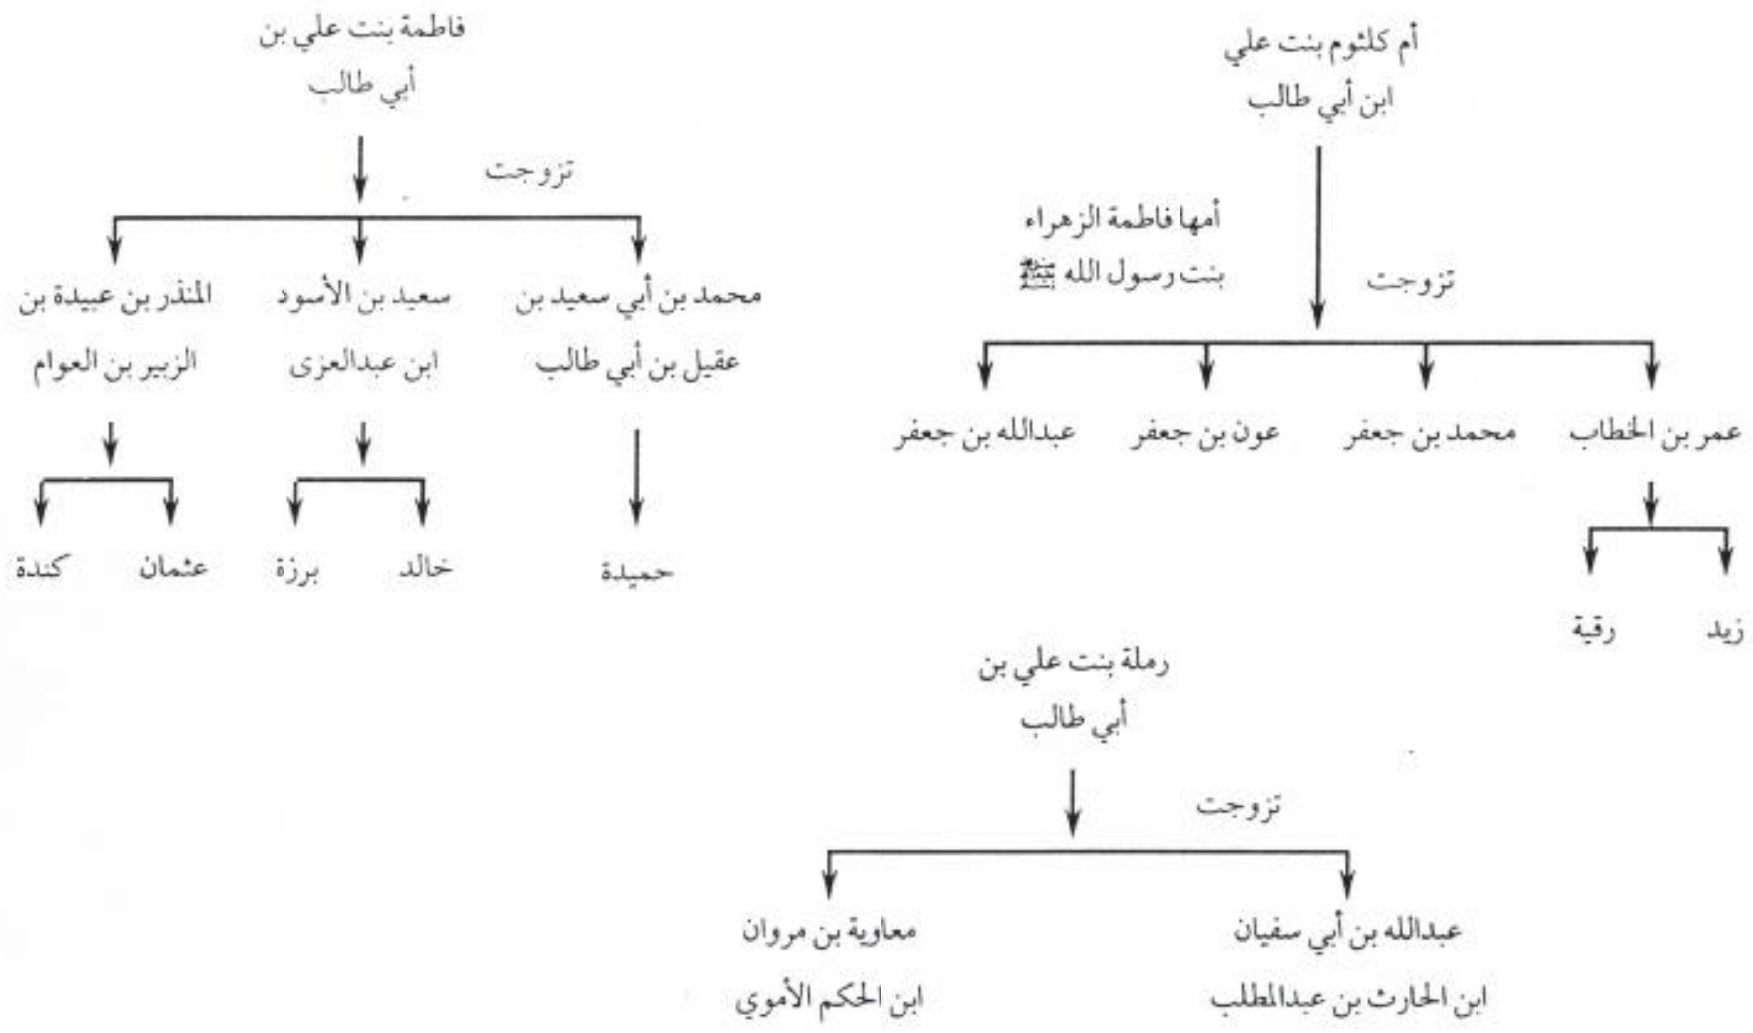 أم كلثوم بنت علي
ابن أبي طالب
أمها فاطمة الزهراء
بنت رسول الله ﷺ
تزوجت
عمر بن الخطاب
محمد بن جعفر
عون بن جعفر
عبدالله بن جعفر
زيد
رقية
فاطمة بنت علي بن
أبي طالب
تزوجت
محمد بن أبي سعيد بن
عقيل بن أبي طالب
سعيد بن الأسود
ابن عبدالعزى
المنذر بن عبيدة بن
الزبير بن العوام
حميدة
خالد
برزة
عثمان
كندة
رملة بنت علي بن
أبي طالب
تزوجت
عبدالله بن أبي سفيان
ابن الحارث بن عبدالمطلب
معاوية بن مروان
ابن الحكم الأموي